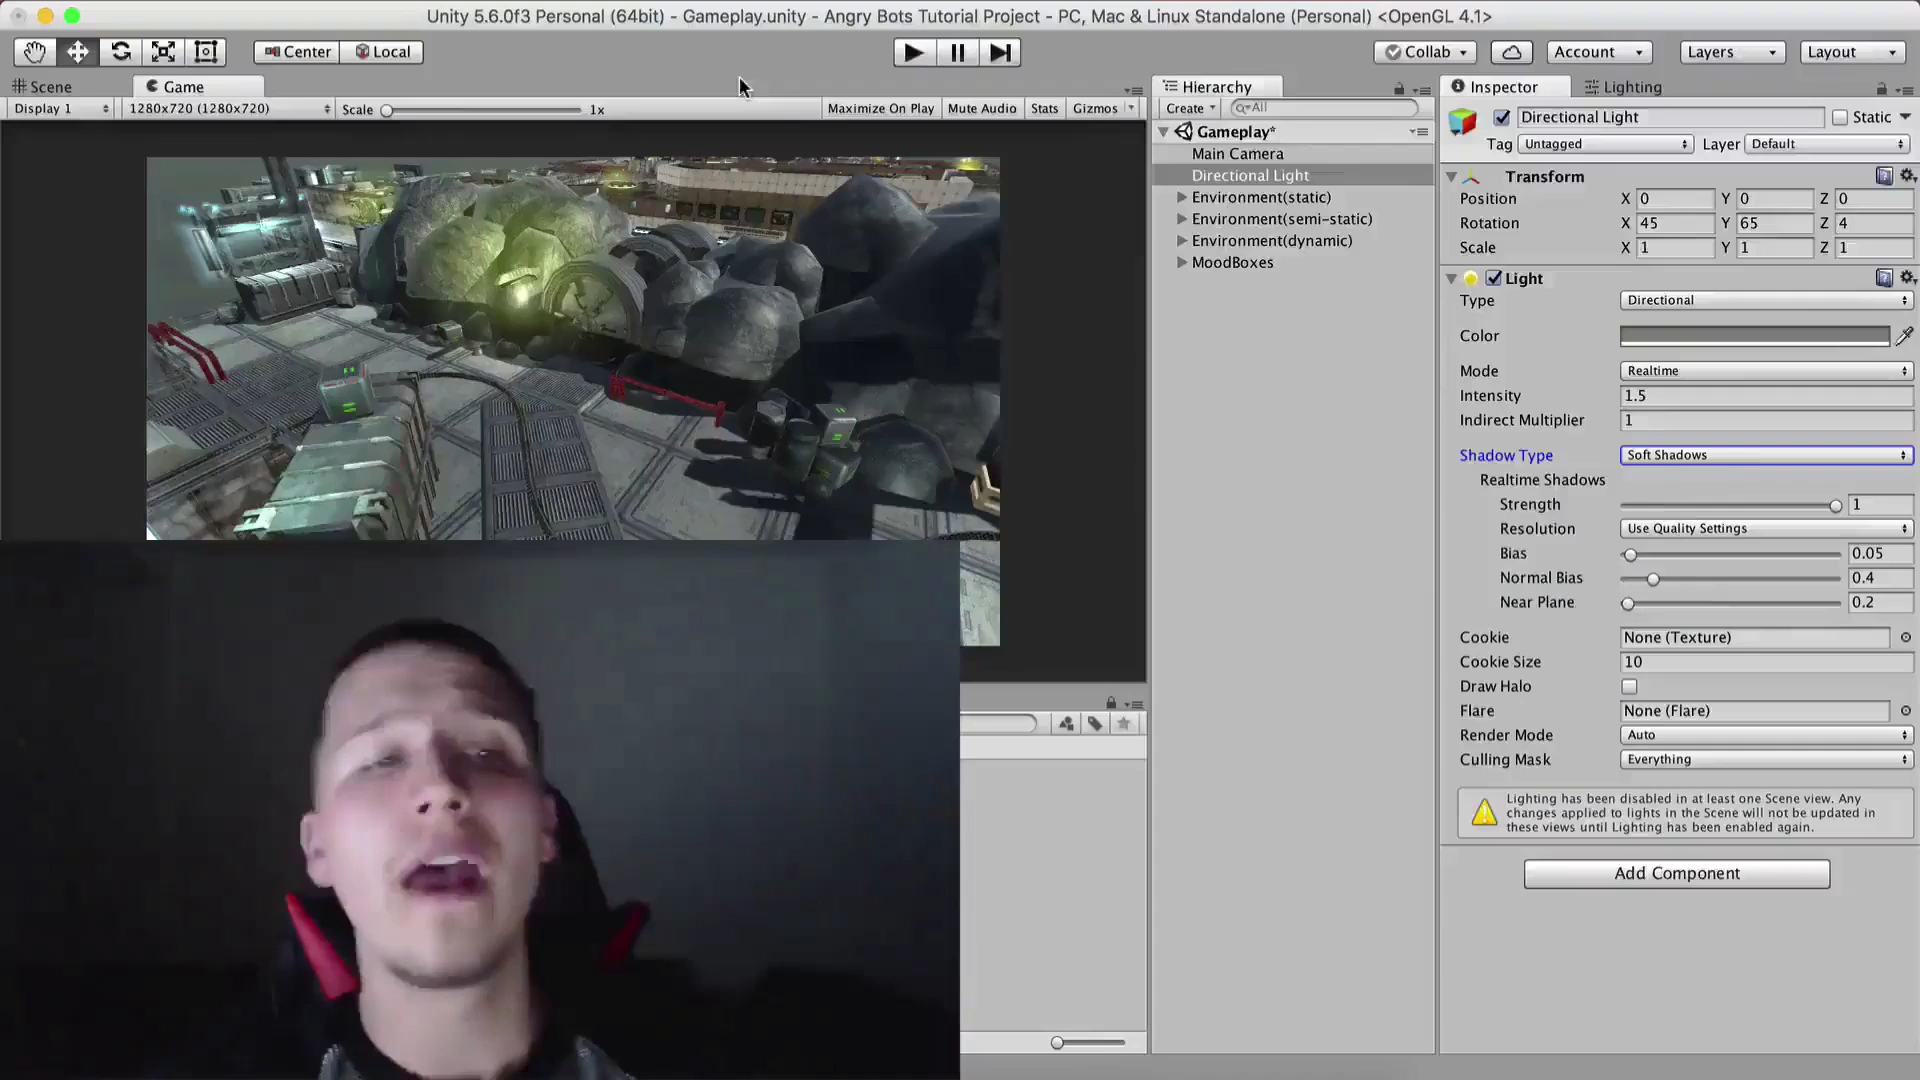 Unity 5.6.0f3 Personal (64bit) - Gameplay.unity - Angry Bots Tutorial Project - PC, Mac & Linux Standalone (Personal) <OpenGL 4.1>
Center Local Collab Account Layers Layout
Scene Game
Display 1 1280x720 (1280x720) Scale 1x Maximize On Play Mute Audio Stats Gizmos
Hierarchy
Create All
Gameplay*
Main Camera
Directional Light
Environment(static)
Environment(semi-static)
Environment(dynamic)
MoodBoxes
Inspector Lighting
Directional Light Static
Tag Untagged Layer Default
Transform
Position X 0 Y 0 Z 0
Rotation X 45 Y 65 Z 4
Scale X 1 Y 1 Z 1
Light
Type Directional
Color
Mode Realtime
Intensity 1.5
Indirect Multiplier 1
Shadow Type Soft Shadows
Realtime Shadows
Strength 1
Resolution Use Quality Settings
Bias 0.05
Normal Bias 0.4
Near Plane 0.2
Cookie None (Texture)
Cookie Size 10
Draw Halo
Flare None (Flare)
Render Mode Auto
Culling Mask Everything
Lighting has been disabled in at least one Scene view. Any
changes applied to lights in the Scene will not be updated in
these views until Lighting has been enabled again.
Add Component